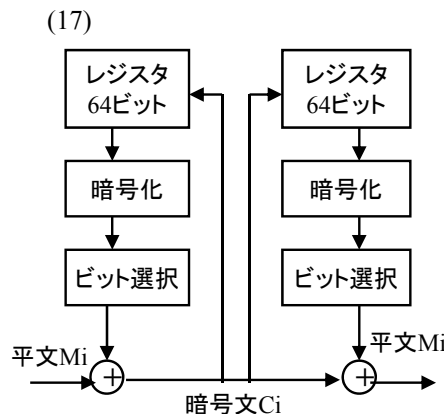 (17)
レジスタ
64ビット
レジスタ
64ビット
暗号化
暗号化
ビット選択
ビット選択
平文Mi
+
+
平文Mi
暗号文Ci